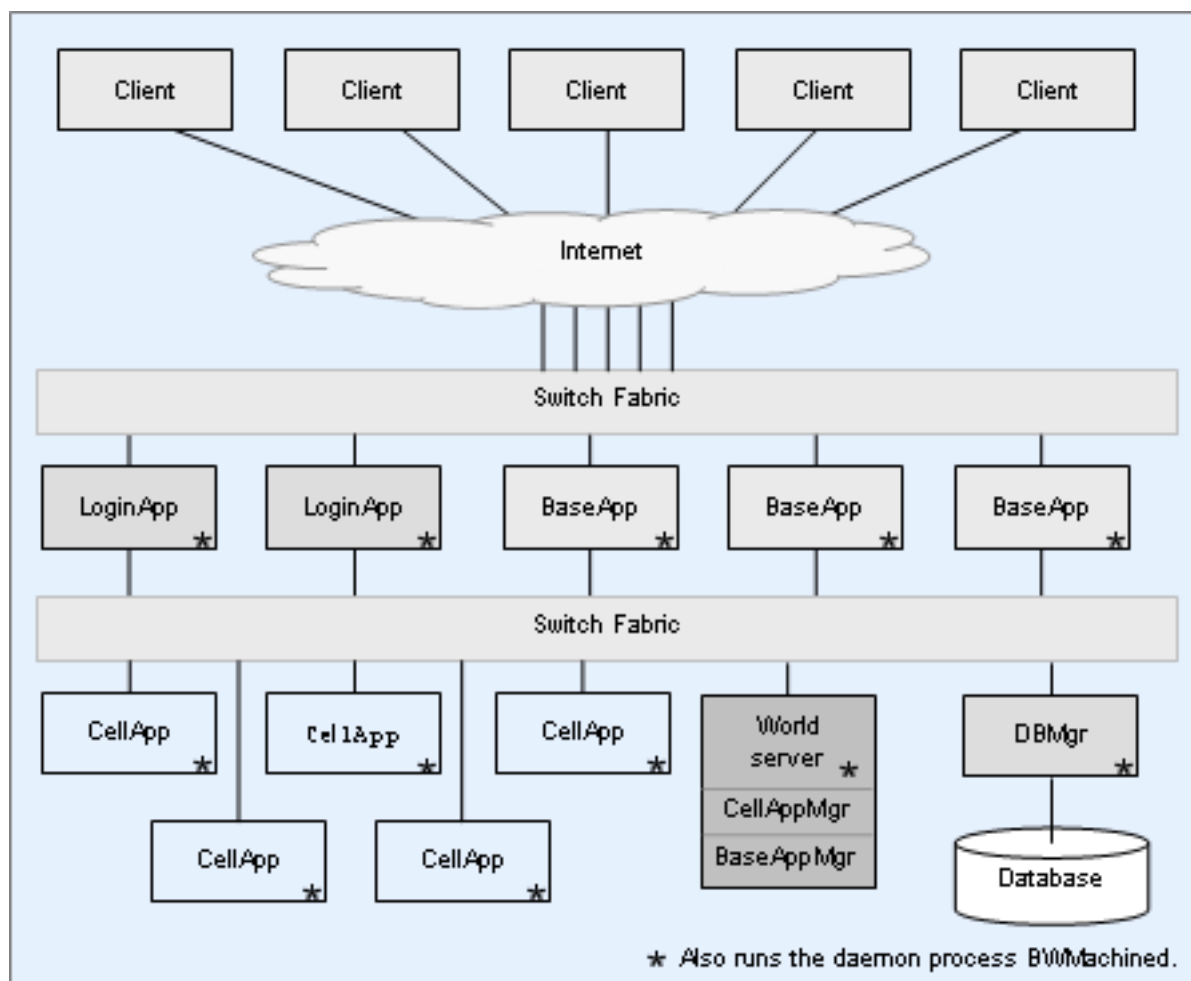 Client
Client
Client
Client
Client
Internet
Switch Fabric
LoginApp
*
LoginApp
*
BaseApp
*
BaseApp
*
BaseApp
*
Switch Fabric
CellApp
*
CellApp
*
CellApp
*
World
server
*
CellAppMgr
BaseAppMgr
DBMgr
*
CellApp
*
CellApp
*
Database
* Also runs the daemon process BWMachined.